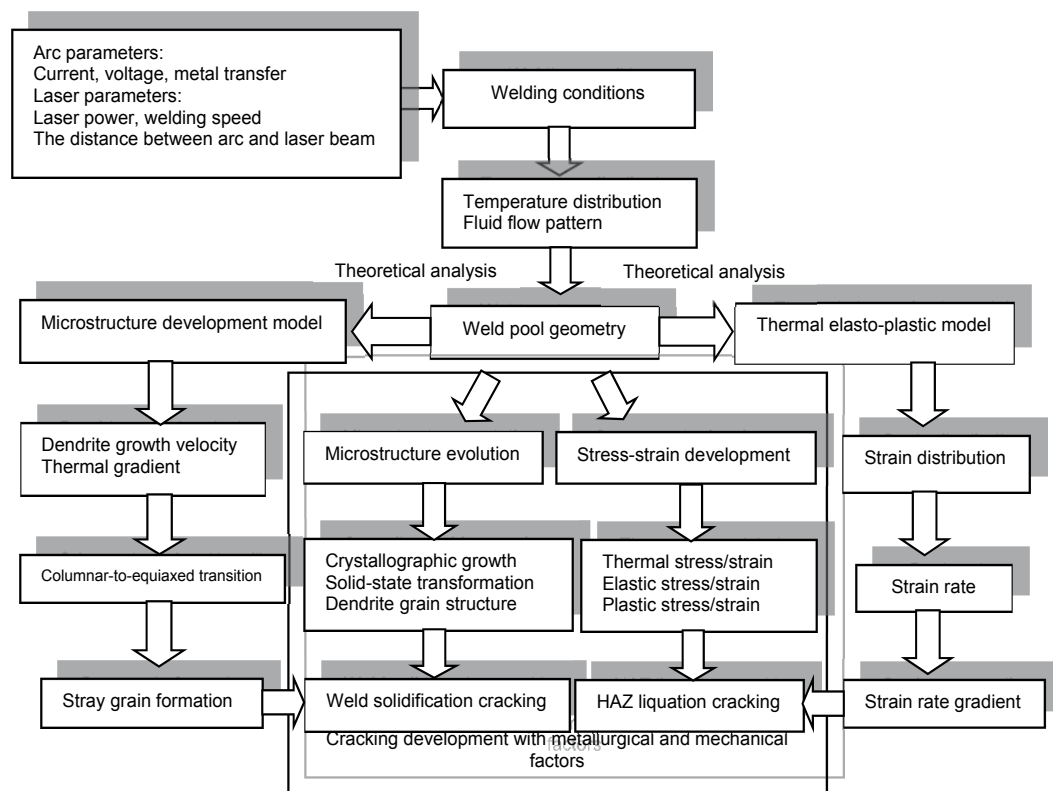 Arc parameters:
Current, voltage, metal transfer
Laser parameters:
Laser power, welding speed
The distance between arc and laser beam
Welding conditions
Temperature distribution
Fluid flow pattern
Theoretical analysis
Theoretical analysis
Microstructure development model
Weld pool geometry
Thermal elasto-plastic model
Dendrite growth velocity
Thermal gradient
Microstructure evolution
Stress-strain development
Strain distribution
Columnar-to-equiaxed transition
Crystallographic growth
Solid-state transformation
Dendrite grain structure
Thermal stress/strain
Elastic stress/strain
Plastic stress/strain
Strain rate
Stray grain formation
Weld solidification cracking
HAZ liquation cracking
Strain rate gradient
Cracking development with metallurgical and mechanical
factors
factors